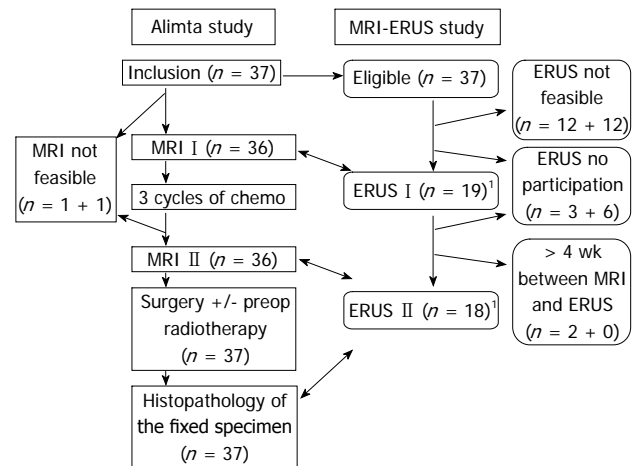 Alimta study
MRI-ERUS study
Inclusion (n = 37)
Eligible (n = 37)
ERUS not
feasible
(n = 12 + 12)
MRI not
feasible
(n = 1 + 1)
MRI Ⅰ (n = 36)
ERUS no
participation
(n = 3 + 6)
ERUS Ⅰ (n = 19)¹
3 cycles of chemo
MRI Ⅱ (n = 36)
> 4 wk
between MRI
and ERUS
(n = 2 + 0)
ERUS Ⅱ (n = 18)¹
Surgery +/- preop
radiotherapy
(n = 37)
Histopathology of
the fixed specimen
(n = 37)